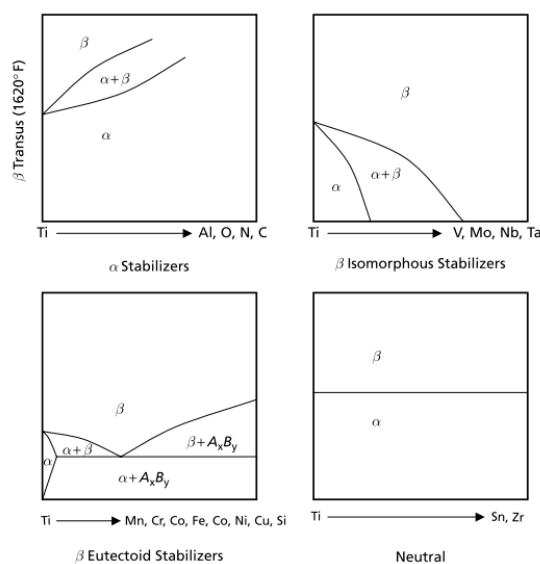 β Transus (1620°F)
β
α+β
α
Ti → Al, O, N, C
α Stabilizers
β
α+β
α
Ti → V, Mo, Nb, Ta
β Isomorphous Stabilizers
β
α+β
α
β+AxBy
α+AxBy
Ti → Mn, Cr, Co, Fe, Co, Ni, Cu, Si
β Eutectoid Stabilizers
β
α
Ti → Sn, Zr
Neutral